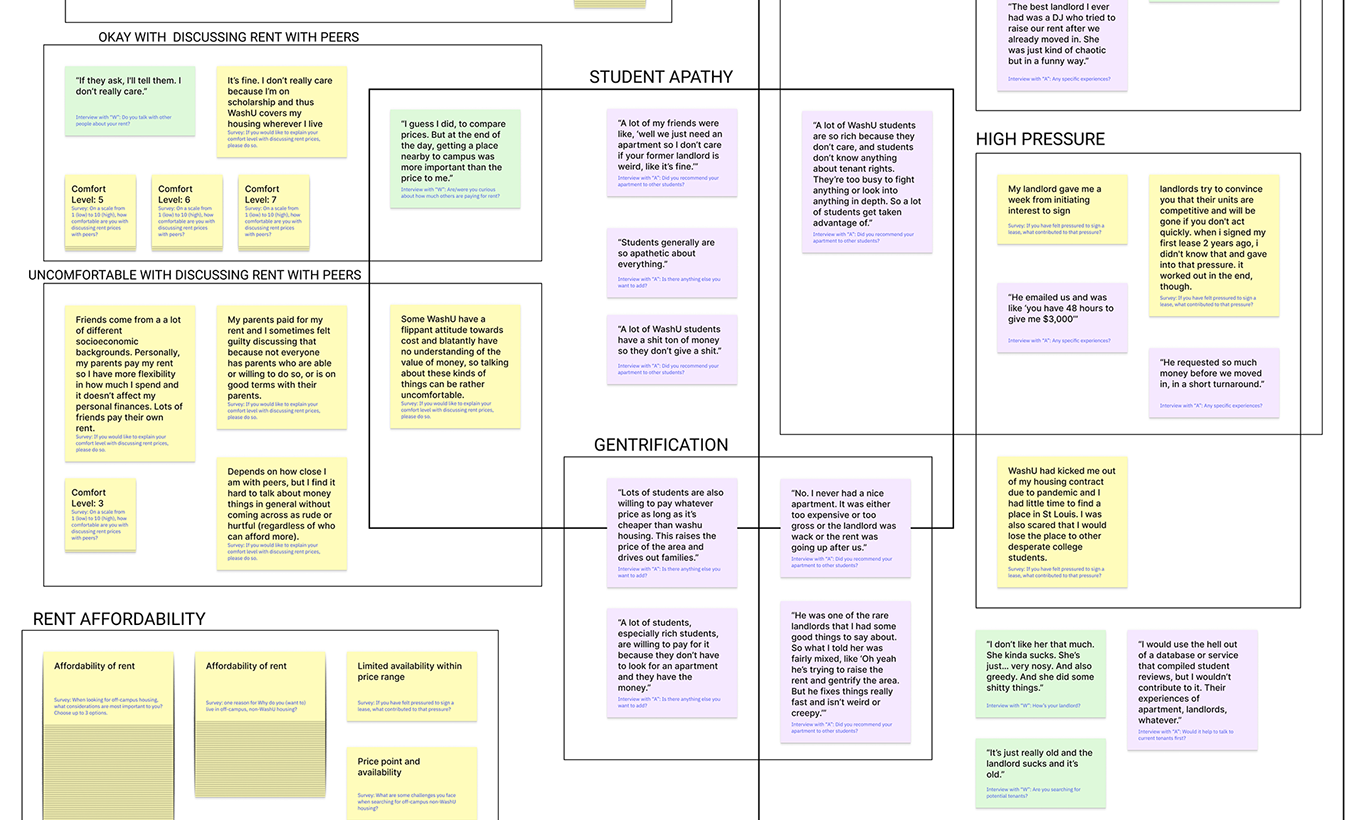 "The best landlord I ever
had was a DJ who tried to
raise our rent after we
already moved in. She
was just kind of chaotic
but in a funny way."
Interview with "A": Any specific experiences?
OKAY WITH DISCUSSING RENT WITH PEERS
"If they ask, I'll tell them. I
don't really care."
Interview with "W": Do you talk with other
people about your rent?
It's fine. I don't really care
because I'm on
scholarship and thus
WashU covers my
housing wherever I live
Survey: If you would like to explain your
comfort level with discussing rent prices,
please do so.
Comfort
Level: 5
Survey: On a scale from
1 (low) to 10 (high), how
comfortable are you with
discussing rent prices
with peers?
Comfort
Level: 6
Survey: On a scale from
1 (low) to 10 (high), how
comfortable are you with
discussing rent prices
with peers?
Comfort
Level: 7
Survey: On a scale from
1 (low) to 10 (high), how
comfortable are you with
discussing rent prices
with peers?
STUDENT APATHY
"I guess I did, to compare
prices. But at the end of
the day, getting a place
nearby to campus was
more important than the
price to me."
Interview with "W": Are/were you curious
about how much others are paying for rent?
"A lot of my friends were
like, 'well we just need an
apartment so I don't care
if your former landlord is
weird, like it's fine.'"
Interview with "A": Did you recommend your
apartment to other students?
"Students generally are
so apathetic about
everything."
Interview with "A": Is there anything else you
want to add?
"A lot of WashU students
have a shit ton of money
so they don't give a shit."
Interview with "A": Did you recommend your
apartment to other students?
"A lot of WashU students
are so rich because they
don't care, and students
don't know anything
about tenant rights.
They're too busy to fight
anything or look into
anything in depth. So a lot
of students get taken
advantage of."
Interview with "A": Did you recommend your
apartment to other students?
HIGH PRESSURE
My landlord gave me a
week from initiating
interest to sign
Survey: If you have felt pressured to sign a
lease, what contributed to that pressure?
landlords try to convince
you that their units are
competitive and will be
gone if you don't act
quickly. when i signed my
first lease 2 years ago, i
didn't know that and gave
into that pressure. it
worked out in the end,
though.
Survey: If you have felt pressured to sign a
lease, what contributed to that pressure?
"He emailed us and was
like 'you have 48 hours to
give me $3,000'"
Interview with "A": Any specific experiences?
"He requested so much
money before we moved
in, in a short turnaround."
Interview with "A": Any specific experiences?
WashU had kicked me out
of my housing contract
due to pandemic and I
had little time to find a
place in St Louis. I was
also scared that I would
lose the place to other
desperate college
students.
Survey: If you have felt pressured to sign a
lease, what contributed to that pressure?
UNCOMFORTABLE WITH DISCUSSING RENT WITH PEERS
Friends come from a a lot
of different
socioeconomic
backgrounds. Personally,
my parents pay my rent
so I have more flexibility
in how much I spend and
it doesn't affect my
personal finances. Lots of
friends pay their own
rent.
Survey: If you would like to explain your
comfort level with discussing rent prices,
please do so.
My parents paid for my
rent and I sometimes felt
guilty discussing that
because not everyone
has parents who are able
or willing to do so, or is on
good terms with their
parents.
Survey: If you would like to explain your
comfort level with discussing rent prices,
please do so.
Some WashU have a
flippant attitude towards
cost and blatantly have
no understanding of the
value of money, so talking
about these kinds of
things can be rather
uncomfortable.
Survey: If you would like to explain your
comfort level with discussing rent prices,
please do so.
Comfort
Level: 3
Survey: On a scale from
1 (low) to 10 (high), how
comfortable are you with
discussing rent prices
with peers?
Depends on how close I
am with peers, but I find it
hard to talk about money
things in general without
coming across as rude or
hurtful (regardless of who
can afford more).
Survey: If you would like to explain your
comfort level with discussing rent prices,
please do so.
GENTRIFICATION
"Lots of students are also
willing to pay whatever
price as long as it's
cheaper than washu
housing. This raises the
price of the area and
drives out families."
Interview with "A": Is there anything else you
want to add?
"No. I never had a nice
apartment. It was either
too expensive or too
gross or the landlord was
wack or the rent was
going up after us."
Interview with "A": Did you recommend your
apartment to other students?
"A lot of students,
especially rich students,
are willing to pay for it
because they don't have
to look for an apartment
and they have the
money."
Interview with "A": Is there anything else you
want to add?
"He was one of the rare
landlords that I had some
good things to say about.
So what I told her was
fairly mixed, like 'Oh yeah
he's trying to raise the
rent and gentrify the area.
But he fixes things really
fast and isn't weird or
creepy.'"
Interview with "A": Did you recommend your
apartment to other students?
RENT AFFORDABILITY
Affordability of rent
Survey: When looking for off-campus housing,
what considerations are most important to you?
Choose up to 3 options.
Affordability of rent
Survey: one reason for Why do you (want to)
live in off-campus, non-WashU housing?
Limited availability within
price range
Survey: If you have felt pressured to sign a
lease, what contributed to that pressure?
Price point and
availability
Survey: What are some challenges you face
when searching for off-campus non-WashU
housing?
"I don't like her that much.
She kinda sucks. She's
just... very nosy. And also
greedy. And she did some
shitty things."
Interview with "W": How's your landlord?
"I would use the hell out
of a database or service
that compiled student
reviews, but I wouldn't
contribute to it. Their
experiences of
apartment, landlords,
whatever."
Interview with "A": Would it help to talk to
current tenants first?
"It's just really old and the
landlord sucks and it's
old."
Interview with "W": Are you searching for
potential tenants?